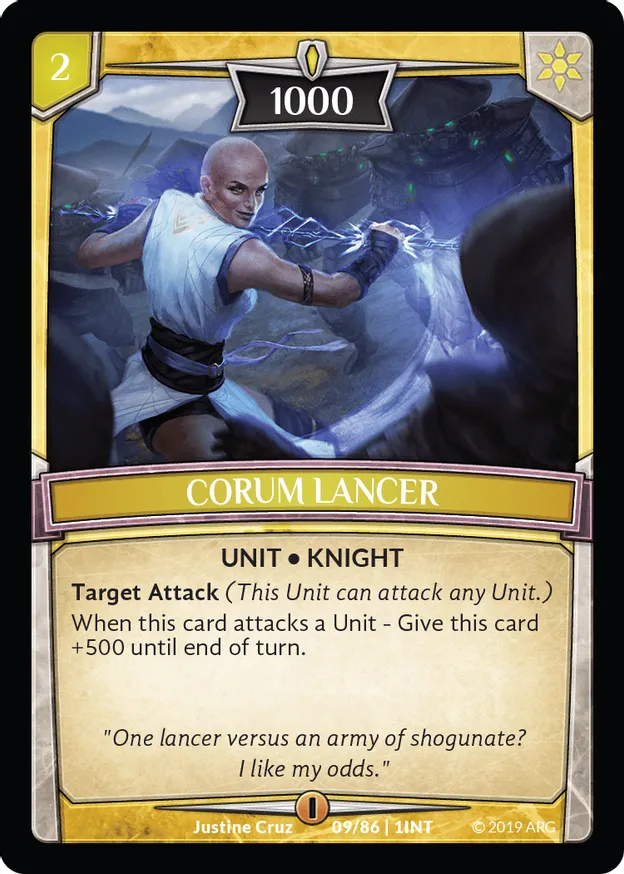 2
1000
CORUM LANCER
UNIT • KNIGHT
Target Attack (This Unit can attack any Unit.)
When this card attacks a Unit - Give this card
+500 until end of turn.
"One lancer versus an army of shogunate?
I like my odds."
I
Justine Cruz 09/86 | 1INT © 2019 ARG